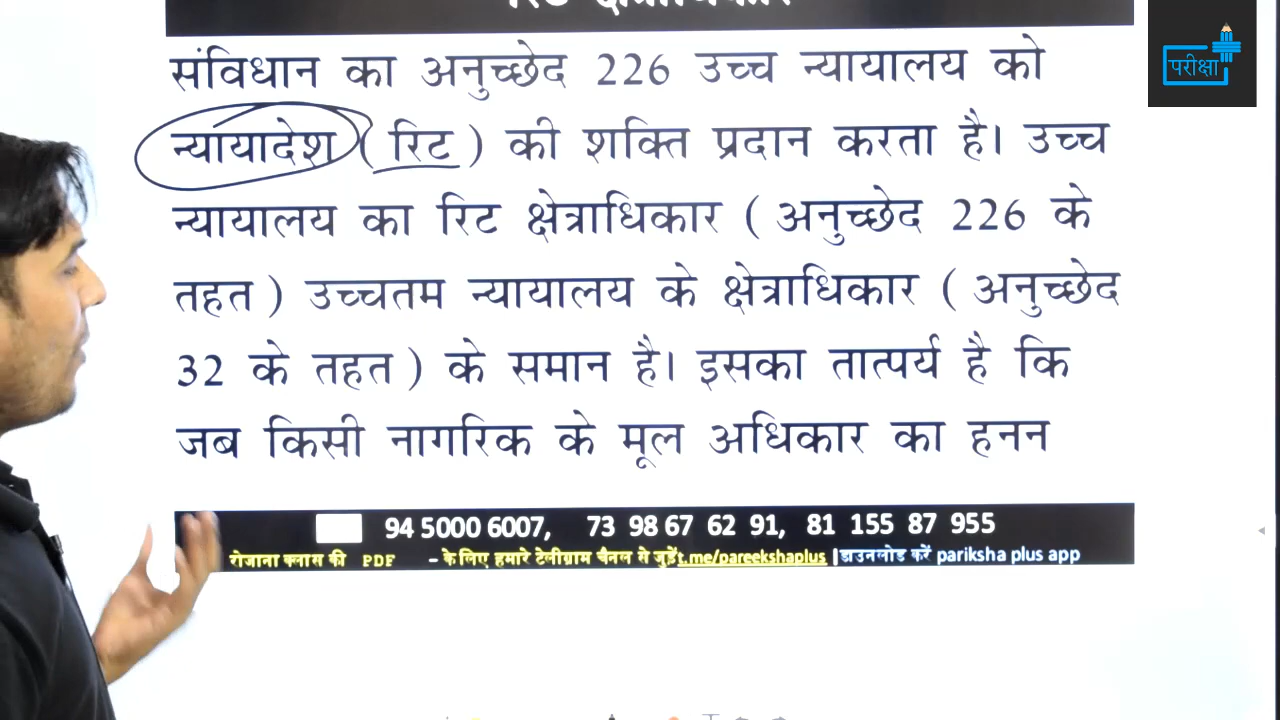 रिट क्षेत्राधिकार
संविधान का अनुच्छेद 226 उच्च न्यायालय को
न्यायादेश ( रिट ) की शक्ति प्रदान करता है। उच्च
न्यायालय का रिट क्षेत्राधिकार ( अनुच्छेद 226 के
तहत ) उच्चतम न्यायालय के क्षेत्राधिकार ( अनुच्छेद
32 के तहत ) के समान है। इसका तात्पर्य है कि
जब किसी नागरिक के मूल अधिकार का हनन
94 5000 6007, 73 98 67 62 91, 81 155 87 955
रोजाना क्लास की PDF - के लिए हमारे टेलीग्राम चैनल से जुड़ें t.me/pareekshaplus | डाउनलोड करें pariksha plus app
परीक्षा